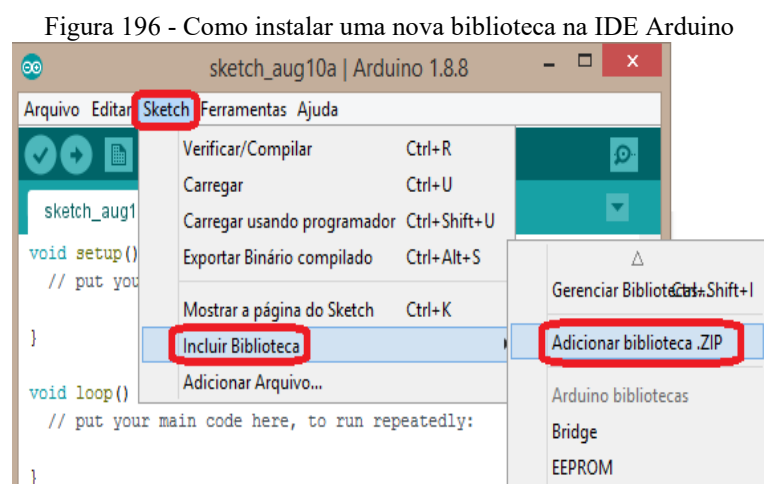 Figura 196 - Como instalar uma nova biblioteca na IDE Arduino
sketch_aug10a | Arduino 1.8.8
Arquivo Editar Sketch Ferramentas Ajuda
Verificar/Compilar Ctrl+R
Carregar Ctrl+U
sketch_aug1
Carregar usando programador Ctrl+Shift+U
void setup()
Exportar Binário compilado Ctrl+Alt+S
// put you
Gerenciar Bibliotecas... Ctrl+Shift+I
Mostrar a página do Sketch Ctrl+K
}
Incluir Biblioteca
Adicionar biblioteca .ZIP
Adicionar Arquivo...
void loop()
Arduino bibliotecas
// put your main code here, to run repeatedly:
Bridge
EEPROM
}